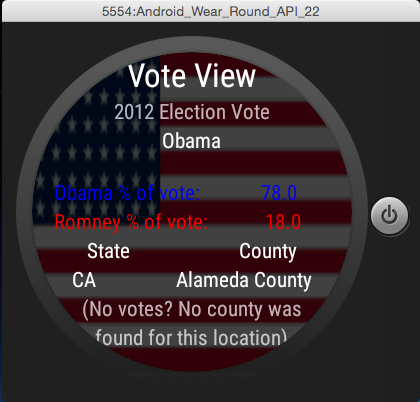 5554:Android_Wear_Round_API_22
Vote View
2012 Election Vote
Obama
Obama % of vote: 78.0
Romney % of vote: 18.0
State County
CA Alameda County
(No votes? No county was
found for this location)